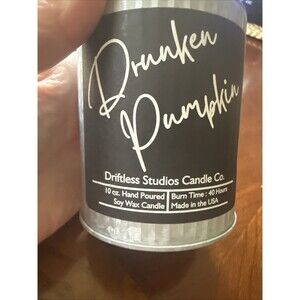 Drunken
Pumpkin
Driftless Studios Candle Co.
10 oz. Hand Poured | Burn Time : 40 Hours
Soy Wax Candle | Made in the USA